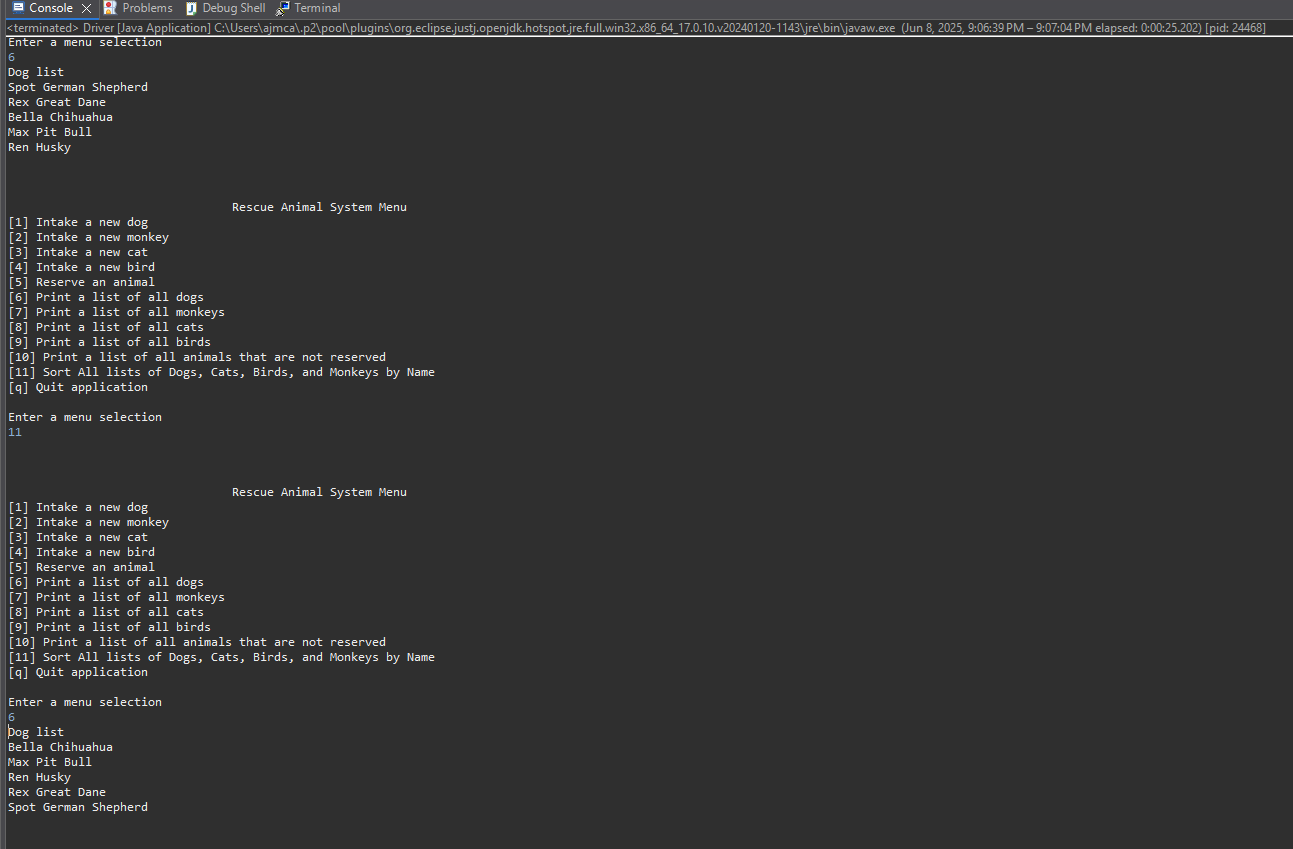 Console Problems Debug Shell Terminal
<terminated> Driver [Java Application] C:\Users\ajmca\.p2\pool\plugins\org.eclipse.justj.openjdk.hotspot.jre.full.win32.x86_64_17.0.10.v20240120-1143\jre\bin\javaw.exe (Jun 8, 2025, 9:06:39 PM – 9:07:04 PM elapsed: 0:00:25.202) [pid: 24468]
Enter a menu selection
6
Dog list
Spot German Shepherd
Rex Great Dane
Bella Chihuahua
Max Pit Bull
Ren Husky
Rescue Animal System Menu
[1] Intake a new dog
[2] Intake a new monkey
[3] Intake a new cat
[4] Intake a new bird
[5] Reserve an animal
[6] Print a list of all dogs
[7] Print a list of all monkeys
[8] Print a list of all cats
[9] Print a list of all birds
[10] Print a list of all animals that are not reserved
[11] Sort All lists of Dogs, Cats, Birds, and Monkeys by Name
[q] Quit application
Enter a menu selection
11
Rescue Animal System Menu
[1] Intake a new dog
[2] Intake a new monkey
[3] Intake a new cat
[4] Intake a new bird
[5] Reserve an animal
[6] Print a list of all dogs
[7] Print a list of all monkeys
[8] Print a list of all cats
[9] Print a list of all birds
[10] Print a list of all animals that are not reserved
[11] Sort All lists of Dogs, Cats, Birds, and Monkeys by Name
[q] Quit application
Enter a menu selection
6
Dog list
Bella Chihuahua
Max Pit Bull
Ren Husky
Rex Great Dane
Spot German Shepherd